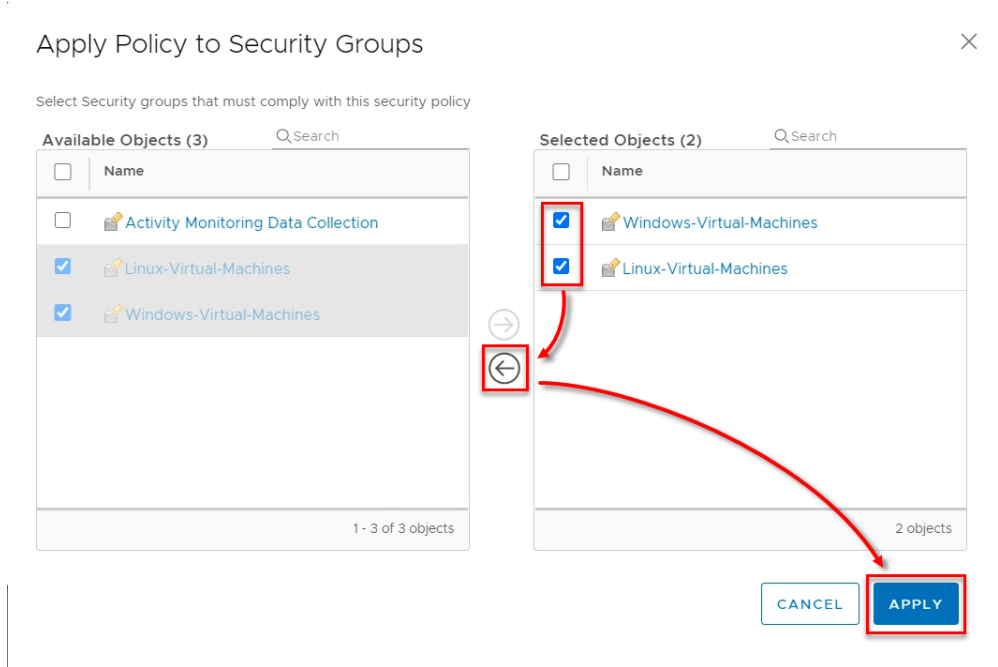 Apply Policy to Security Groups
Select Security groups that must comply with this security policy
Available Objects (3)
Search
Name
Activity Monitoring Data Collection
Linux-Virtual-Machines
Windows-Virtual-Machines
1 - 3 of 3 objects
Selected Objects (2)
Search
Name
Windows-Virtual-Machines
Linux-Virtual-Machines
2 objects
CANCEL
APPLY